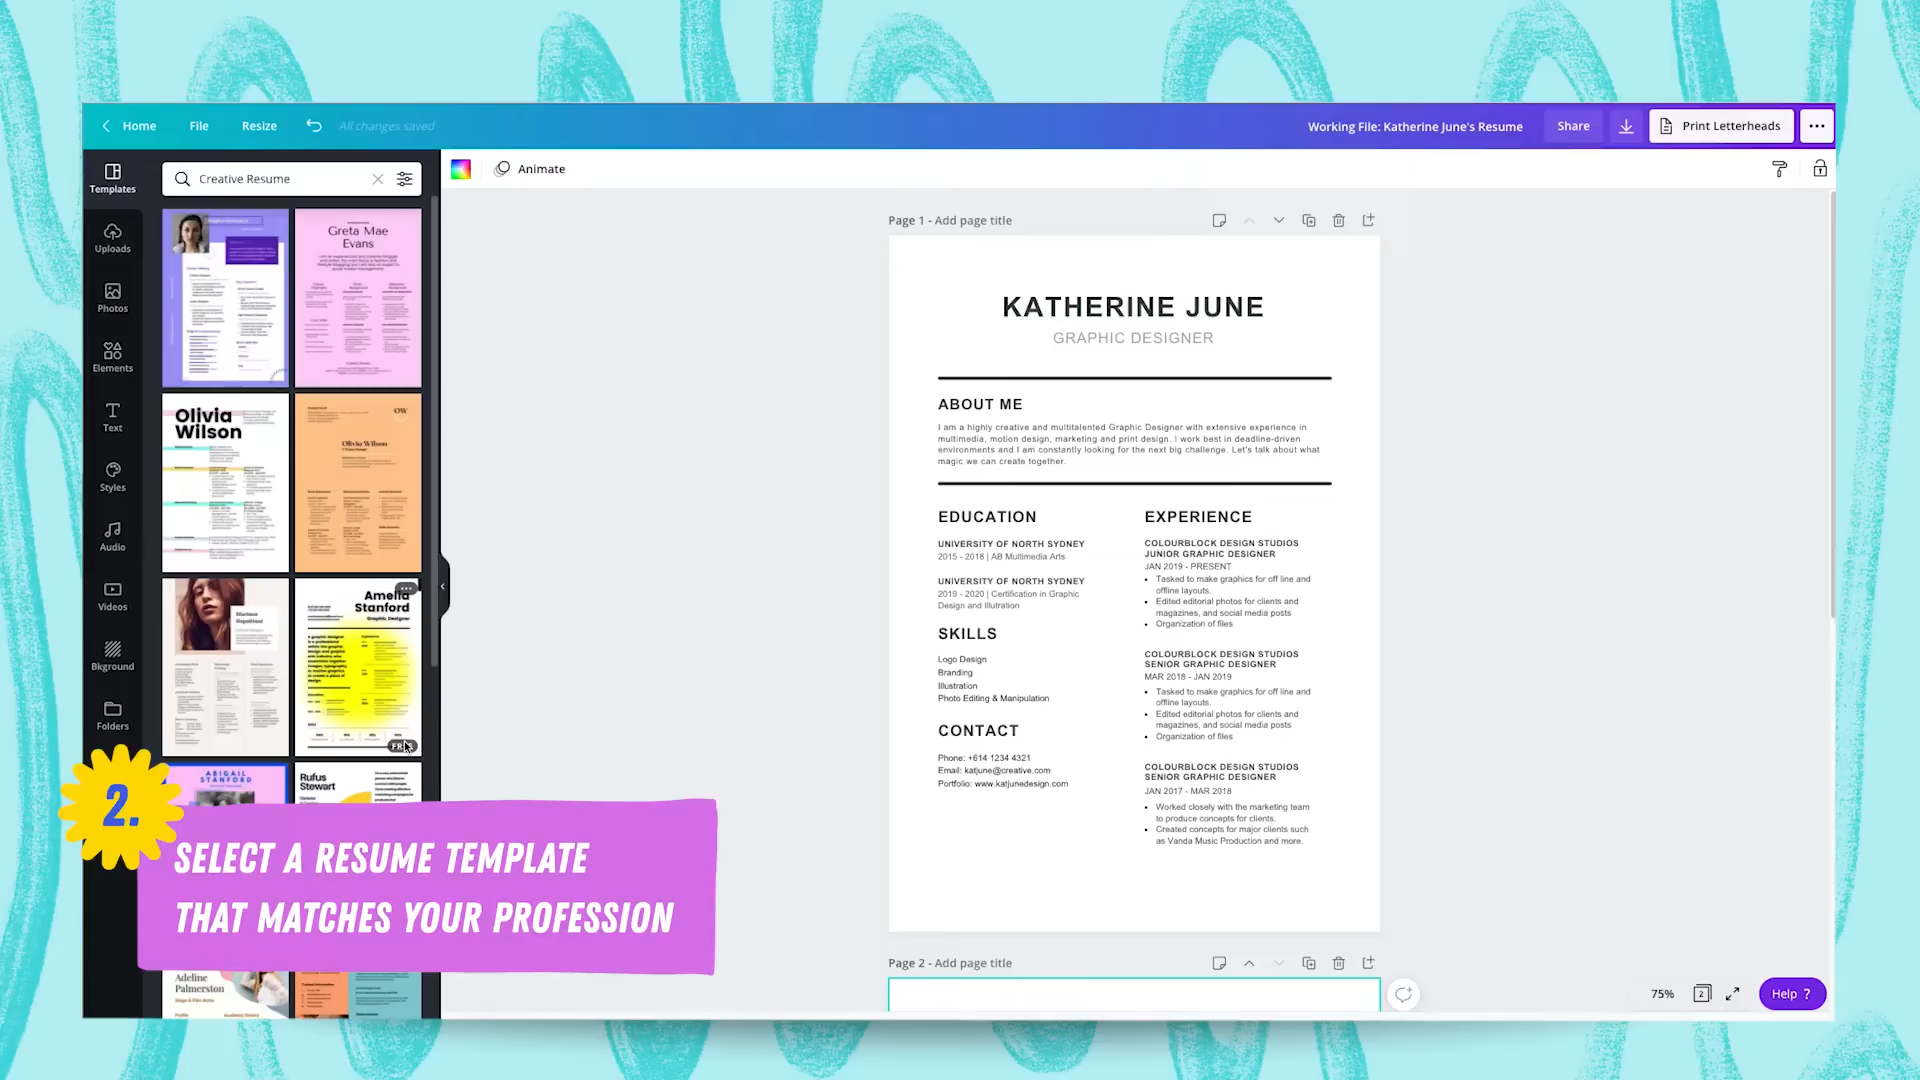 Home
File
Resize
All changes saved
Working File: Katherine June's Resume
Share
Print Letterheads
Templates
Uploads
Photos
Elements
Text
Styles
Audio
Videos
Bkground
Folders
Creative Resume
Greta Mae
Evans
Olivia
Wilson
OW
Olivia Wilson
Amelia
Stanford
Graphic Designer
ABIGAIL
STANFORD
Rufus
Stewart
Adeline
Palmerston
Animate
Page 1 - Add page title
KATHERINE JUNE
GRAPHIC DESIGNER
ABOUT ME
I am a highly creative and multitalented Graphic Designer with extensive experience in
multimedia, motion design, marketing and print design. I work best in deadline-driven
environments and I am constantly looking for the next big challenge. Let's talk about what
magic we can create together.
EDUCATION
UNIVERSITY OF NORTH SYDNEY
2015 - 2018 | AB Multimedia Arts
UNIVERSITY OF NORTH SYDNEY
2019 - 2020 | Certification in Graphic
Design and Illutration
SKILLS
Logo Design
Branding
Illustration
Photo Editing & Manipulation
CONTACT
Phone: +614 1234 4321
Email: katjune@creative.com
Portfolio: www.katjunedesign.com
EXPERIENCE
COLOURBLOCK DESIGN STUDIOS
JUNIOR GRAPHIC DESIGNER
JAN 2019 - PRESENT
• Tasked to make graphics for off line and
offline layouts.
• Edited editorial photos for clients and
magazines, and social media posts
• Organization of files
COLOURBLOCK DESIGN STUDIOS
SENIOR GRAPHIC DESIGNER
MAR 2018 - JAN 2019
• Tasked to make graphics for off line and
offline layouts.
• Edited editorial photos for clients and
magazines, and social media posts
• Organization of files
COLOURBLOCK DESIGN STUDIOS
SENIOR GRAPHIC DESIGNER
JAN 2017 - MAR 2018
• Worked closely with the marketing team
to produce concepts for clients.
• Created concepts for major clients such
as Vanda Music Production and more.
Page 2 - Add page title
75%
2
Help ?
2.
SELECT A RESUME TEMPLATE
THAT MATCHES YOUR PROFESSION